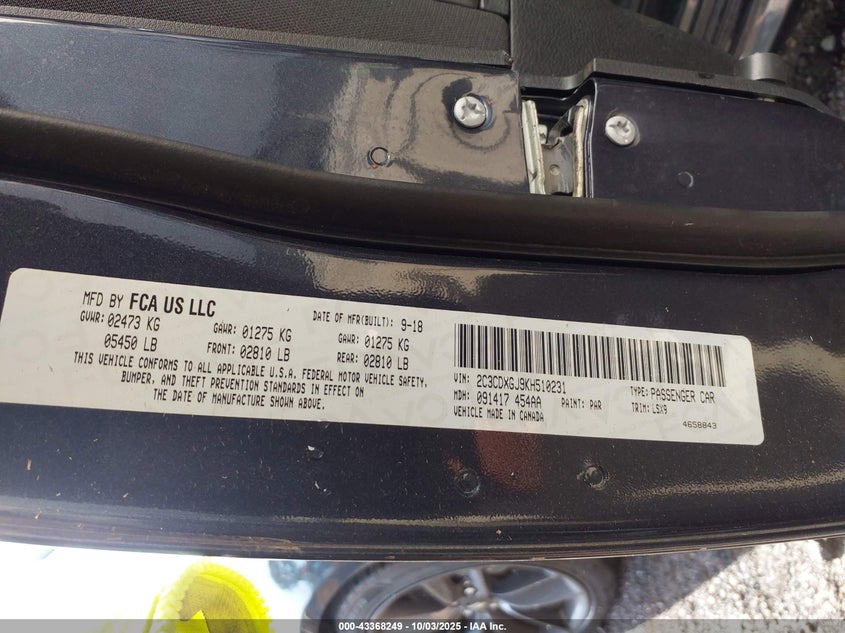 MFD BY FCA US LLC
DATE OF MFR(BUILT): 9-18
GVWR: 02473 KG GAWR: 01275 KG GAWR: 01275 KG
05450 LB FRONT: 02810 LB REAR: 02810 LB
THIS VEHICLE CONFORMS TO ALL APPLICABLE U.S.A. FEDERAL MOTOR VEHICLE SAFETY,
BUMPER, AND THEFT PREVENTION STANDARDS IN EFFECT ON
THE DATE OF MANUFACTURE SHOWN ABOVE.
VIN: 2C3CDXGJ9KH510231 TYPE: PASSENGER CAR
MDH: 091417 454AA PAINT: PAR TRIM: LSX9
VEHICLE MADE IN CANADA
4658843
000-43368249 - 10/03/2025 - IAA Inc.